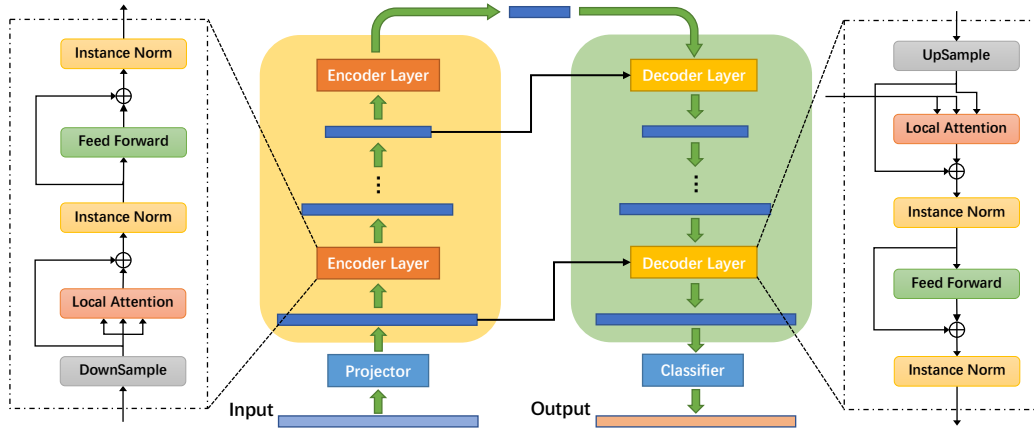 Instance Norm
Feed Forward
Instance Norm
Local Attention
DownSample
Encoder Layer
...
Encoder Layer
Projector
Input
Decoder Layer
...
Decoder Layer
Classifier
Output
UpSample
Local Attention
Instance Norm
Feed Forward
Instance Norm